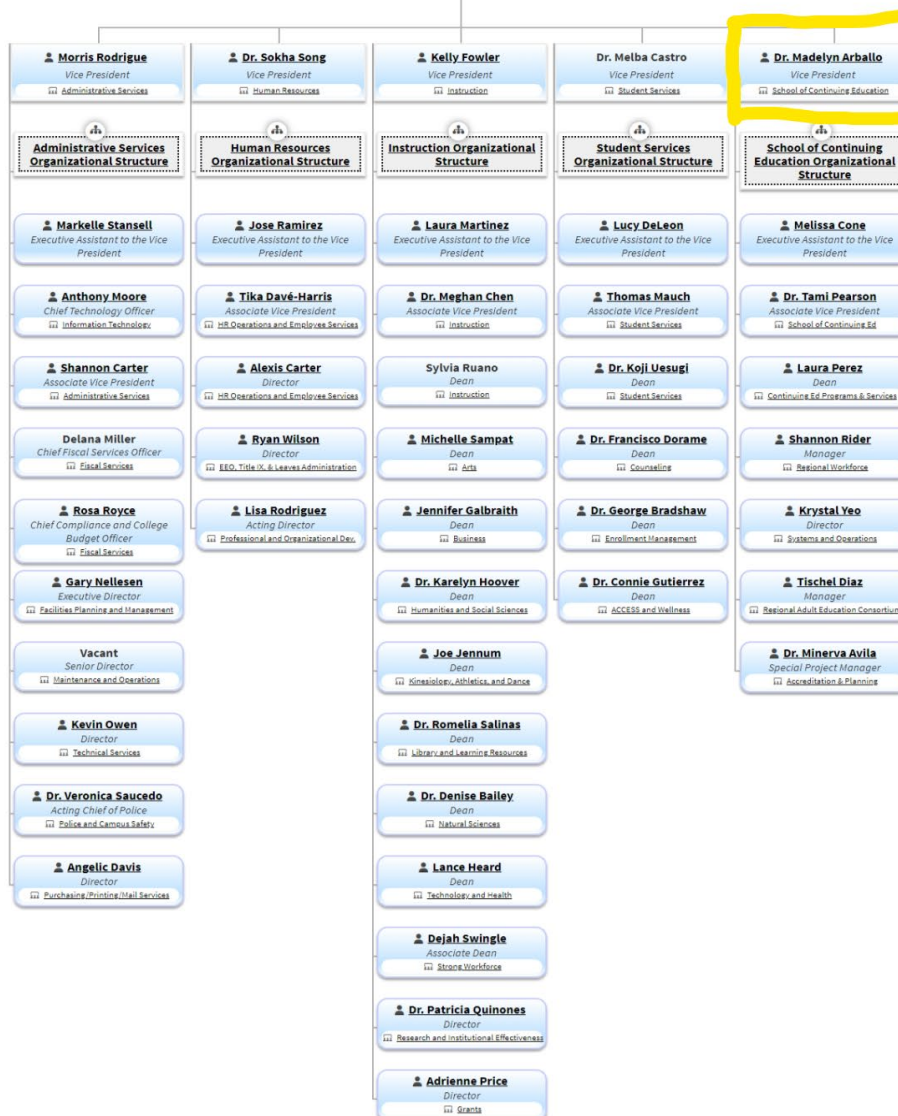 Morris Rodrigue
Vice President
Administrative Services
Dr. Sokha Song
Vice President
Human Resources
Kelly Fowler
Vice President
Instruction
Dr. Melba Castro
Vice President
Student Services
Dr. Madelyn Arballo
Vice President
School of Continuing Education
Administrative Services
Organizational Structure
Human Resources
Organizational Structure
Instruction Organizational
Structure
Student Services
Organizational Structure
School of Continuing
Education Organizational
Structure
Markelle Stansell
Executive Assistant to the Vice
President
Jose Ramirez
Executive Assistant to the Vice
President
Laura Martinez
Executive Assistant to the Vice
President
Lucy DeLeon
Executive Assistant to the Vice
President
Melissa Cone
Executive Assistant to the Vice
President
Anthony Moore
Chief Technology Officer
Information Technology
Tika Davé-Harris
Associate Vice President
HR Operations and Employee Services
Dr. Meghan Chen
Associate Vice President
Instruction
Thomas Mauch
Associate Vice President
Student Services
Dr. Tami Pearson
Associate Vice President
School of Continuing Ed
Shannon Carter
Associate Vice President
Administrative Services
Alexis Carter
Director
HR Operations and Employee Services
Sylvia Ruano
Dean
Instruction
Dr. Koji Uesugi
Dean
Student Services
Laura Perez
Dean
Continuing Ed Programs & Services
Delana Miller
Chief Fiscal Services Officer
Fiscal Services
Ryan Wilson
Director
EEO, Title IX, & Leaves Administration
Michelle Sampat
Dean
Arts
Dr. Francisco Dorame
Dean
Counseling
Shannon Rider
Manager
Regional Workforce
Rosa Royce
Chief Compliance and College
Budget Officer
Fiscal Services
Lisa Rodriguez
Acting Director
Professional and Organizational Dev.
Jennifer Galbraith
Dean
Business
Dr. George Bradshaw
Dean
Enrollment Management
Krystal Yeo
Director
Systems and Operations
Gary Nellesen
Executive Director
Facilities Planning and Management
Dr. Karelyn Hoover
Dean
Humanities and Social Sciences
Dr. Connie Gutierrez
Dean
ACCESS and Wellness
Tischel Diaz
Manager
Regional Adult Education Consortium
Vacant
Senior Director
Maintenance and Operations
Joe Jennum
Dean
Kinesiology, Athletics, and Dance
Dr. Minerva Avila
Special Project Manager
Accreditation & Planning
Kevin Owen
Director
Technical Services
Dr. Romelia Salinas
Dean
Library and Learning Resources
Dr. Veronica Saucedo
Acting Chief of Police
Police and Campus Safety
Dr. Denise Bailey
Dean
Natural Sciences
Angelic Davis
Director
Purchasing/Printing/Mail Services
Lance Heard
Dean
Technology and Health
Dejah Swingle
Associate Dean
Strong Workforce
Dr. Patricia Quinones
Director
Research and Institutional Effectiveness
Adrienne Price
Director
Grants